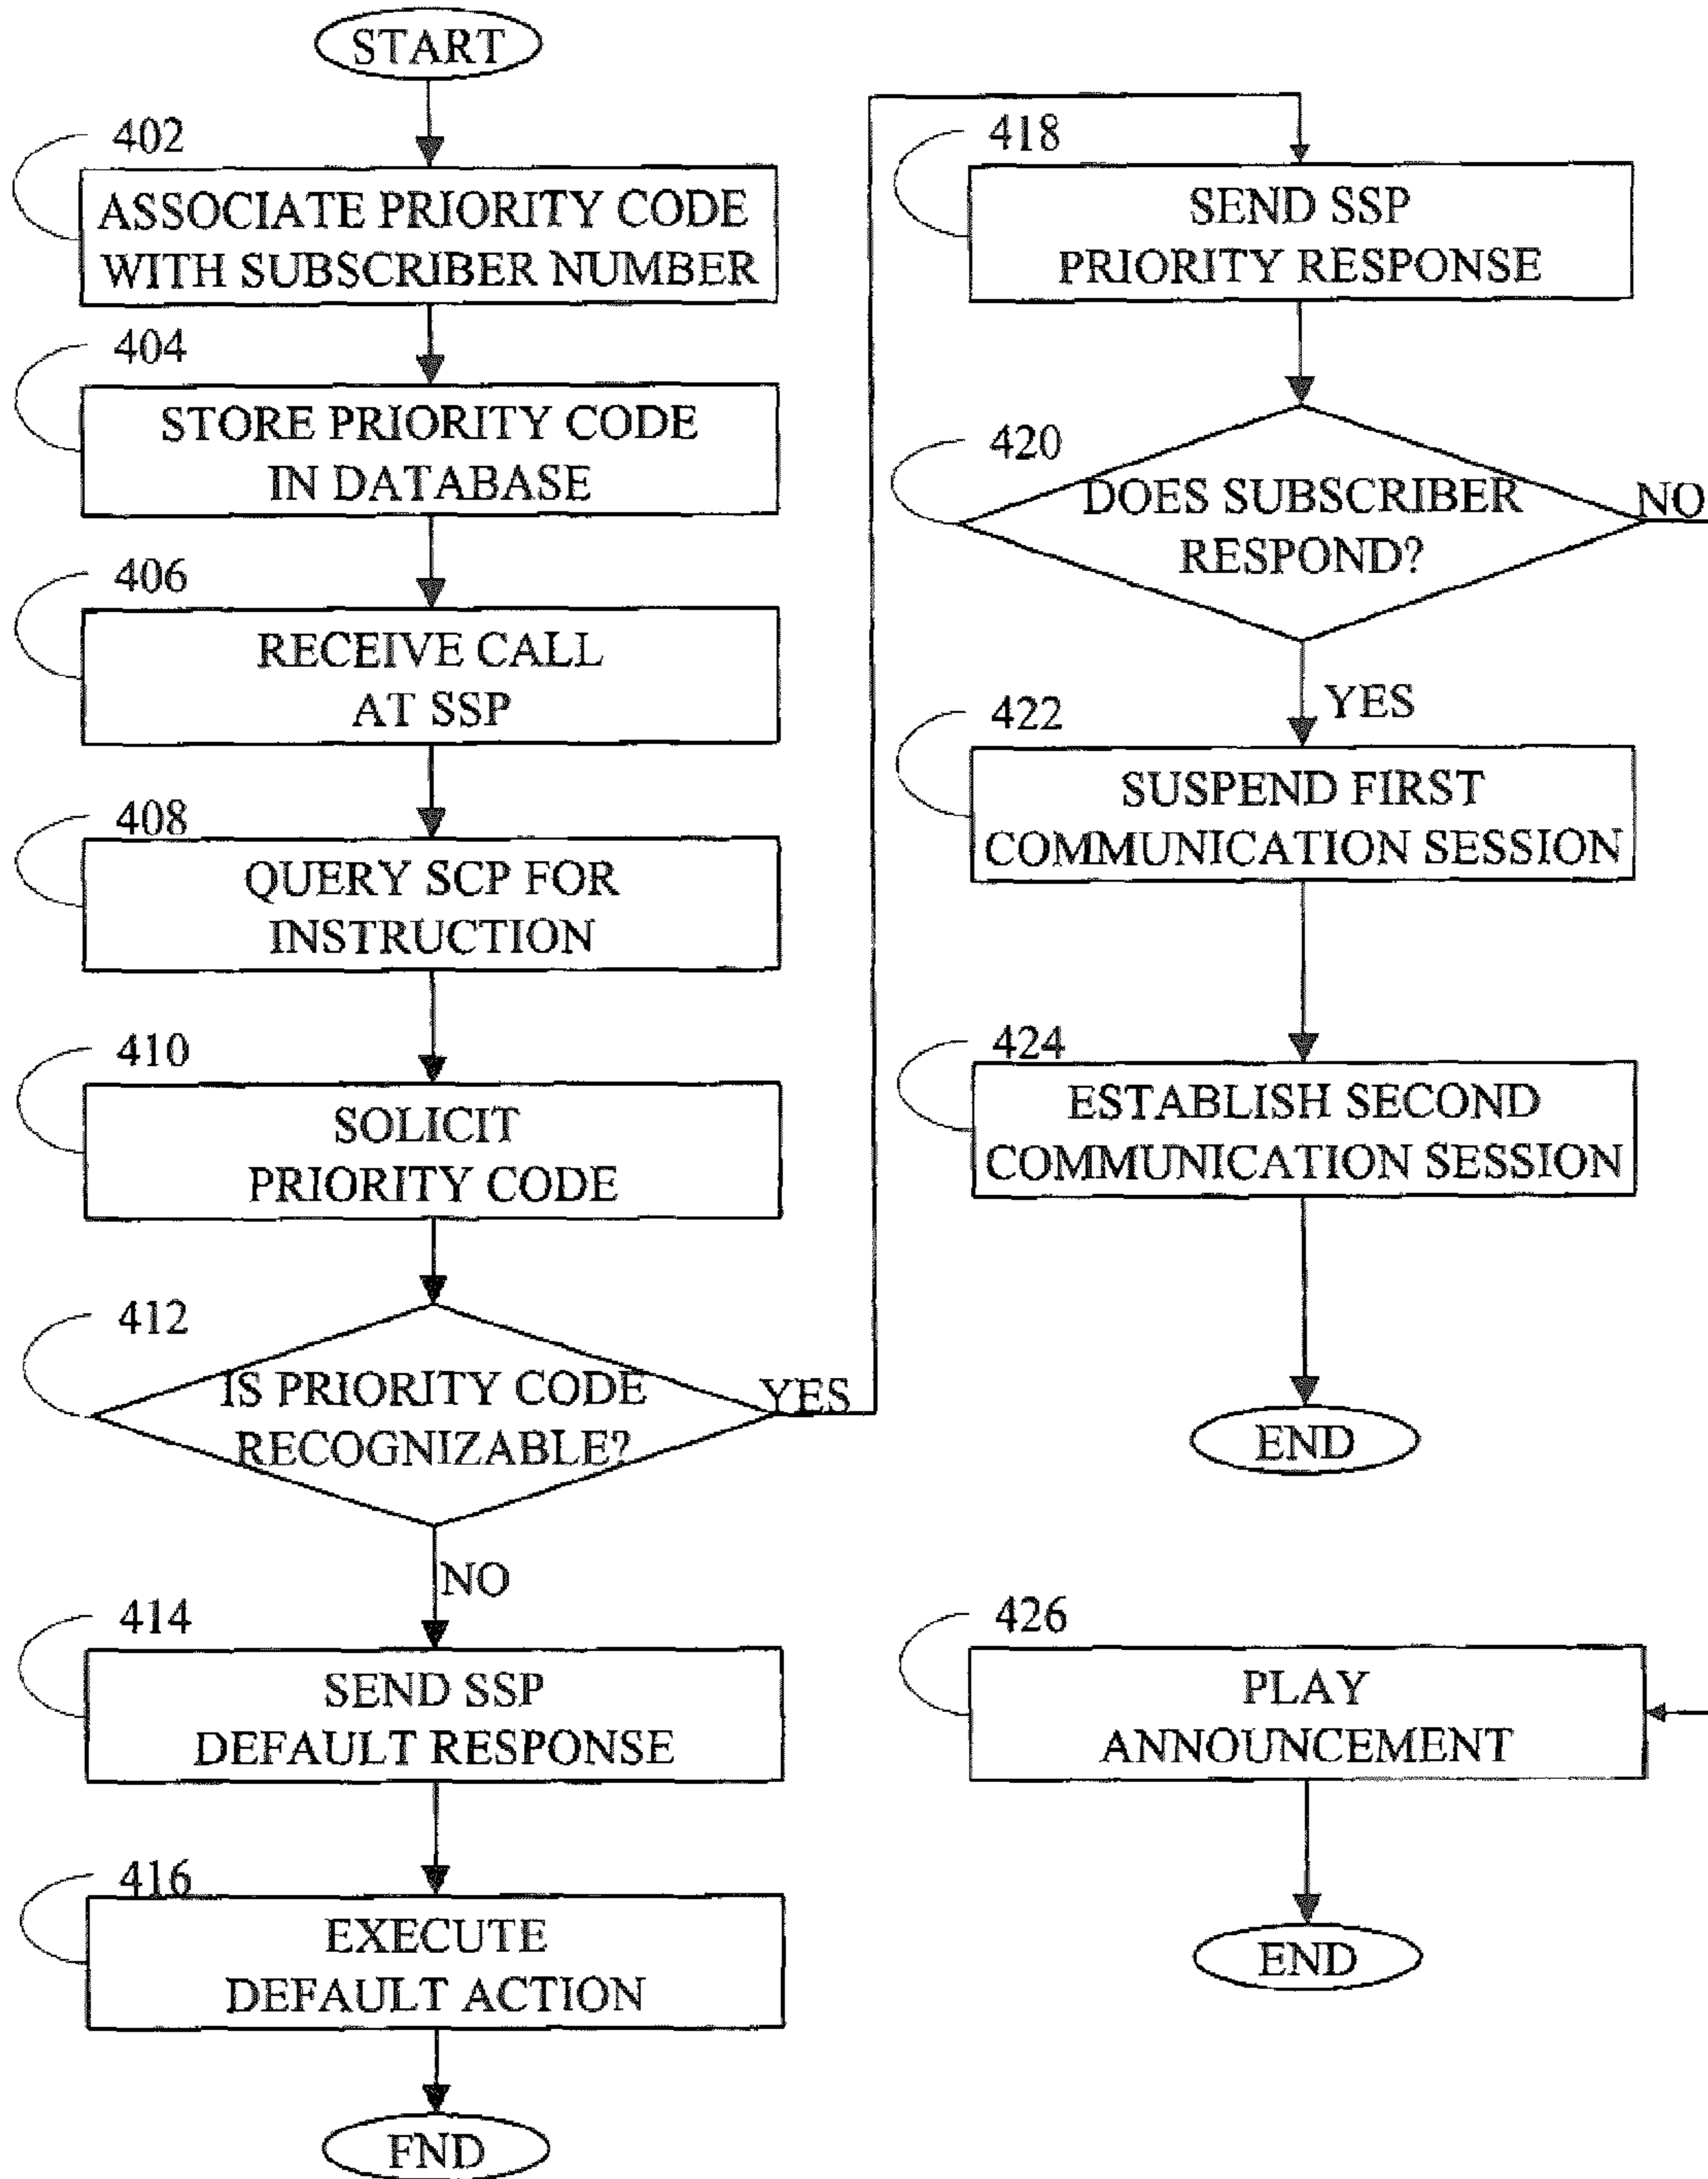 START
402
ASSOCIATE PRIORITY CODE
WITH SUBSCRIBER NUMBER
404
STORE PRIORITY CODE
IN DATABASE
406
RECEIVE CALL
AT SSP
408
QUERY SCP FOR
INSTRUCTION
410
SOLICIT
PRIORITY CODE
412
IS PRIORITY CODE
RECOGNIZABLE?
YES
NO
414
SEND SSP
DEFAULT RESPONSE
416
EXECUTE
DEFAULT ACTION
FND
418
SEND SSP
PRIORITY RESPONSE
420
DOES SUBSCRIBER
RESPOND?
NO
YES
422
SUSPEND FIRST
COMMUNICATION SESSION
424
ESTABLISH SECOND
COMMUNICATION SESSION
END
426
PLAY
ANNOUNCEMENT
END